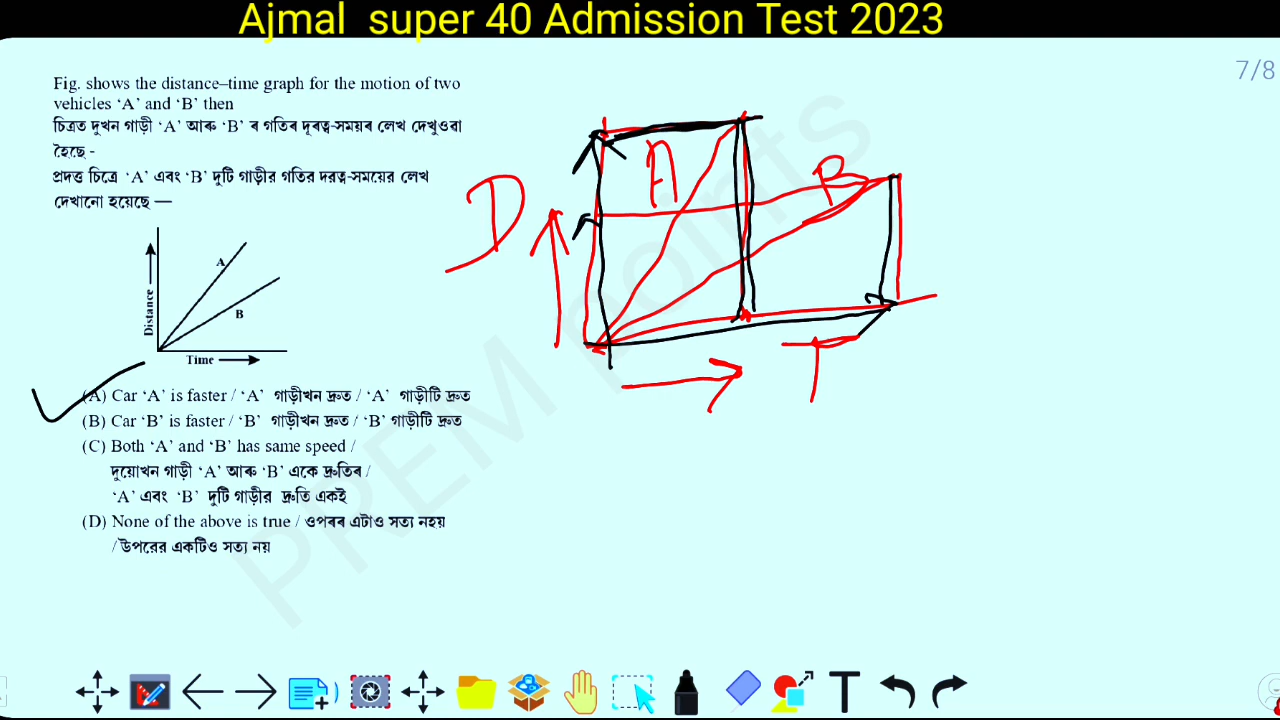 Ajmal super 40 Admission Test 2023
7/8
Fig. shows the distance–time graph for the motion of two
vehicles ‘A’ and ‘B’ then
চিত্ৰত দুখন গাড়ী ‘A’ আৰু ‘B’ ৰ গতিৰ দূৰত্ব-সময়ৰ লেখ দেখুওৱা
হৈছে -
প্রদত্ত চিত্রে ‘A’ এবং ‘B’ দুটি গাড়ীর গতির দরত্ব-সময়ের লেখ
দেখানো হয়েছে —
A
B
Distance
Time
(A) Car ‘A’ is faster / ‘A’ গাড়ীখন দ্রুত / ‘A’ গাড়ীটি দ্রুত
(B) Car ‘B’ is faster / ‘B’ গাড়ীখন দ্রুত / ‘B’ গাড়ীটি দ্রুত
(C) Both ‘A’ and ‘B’ has same speed /
দুয়োখন গাড়ী ‘A’ আৰু ‘B’ একে দ্রুতিৰ /
‘A’ এবং ‘B’ দুটি গাড়ীর দ্রুতি একই
(D) None of the above is true / ওপৰৰ এটাও সত্য নহয়
/ উপরের একটিও সত্য নয়
D
A
B
T
PREM points
T